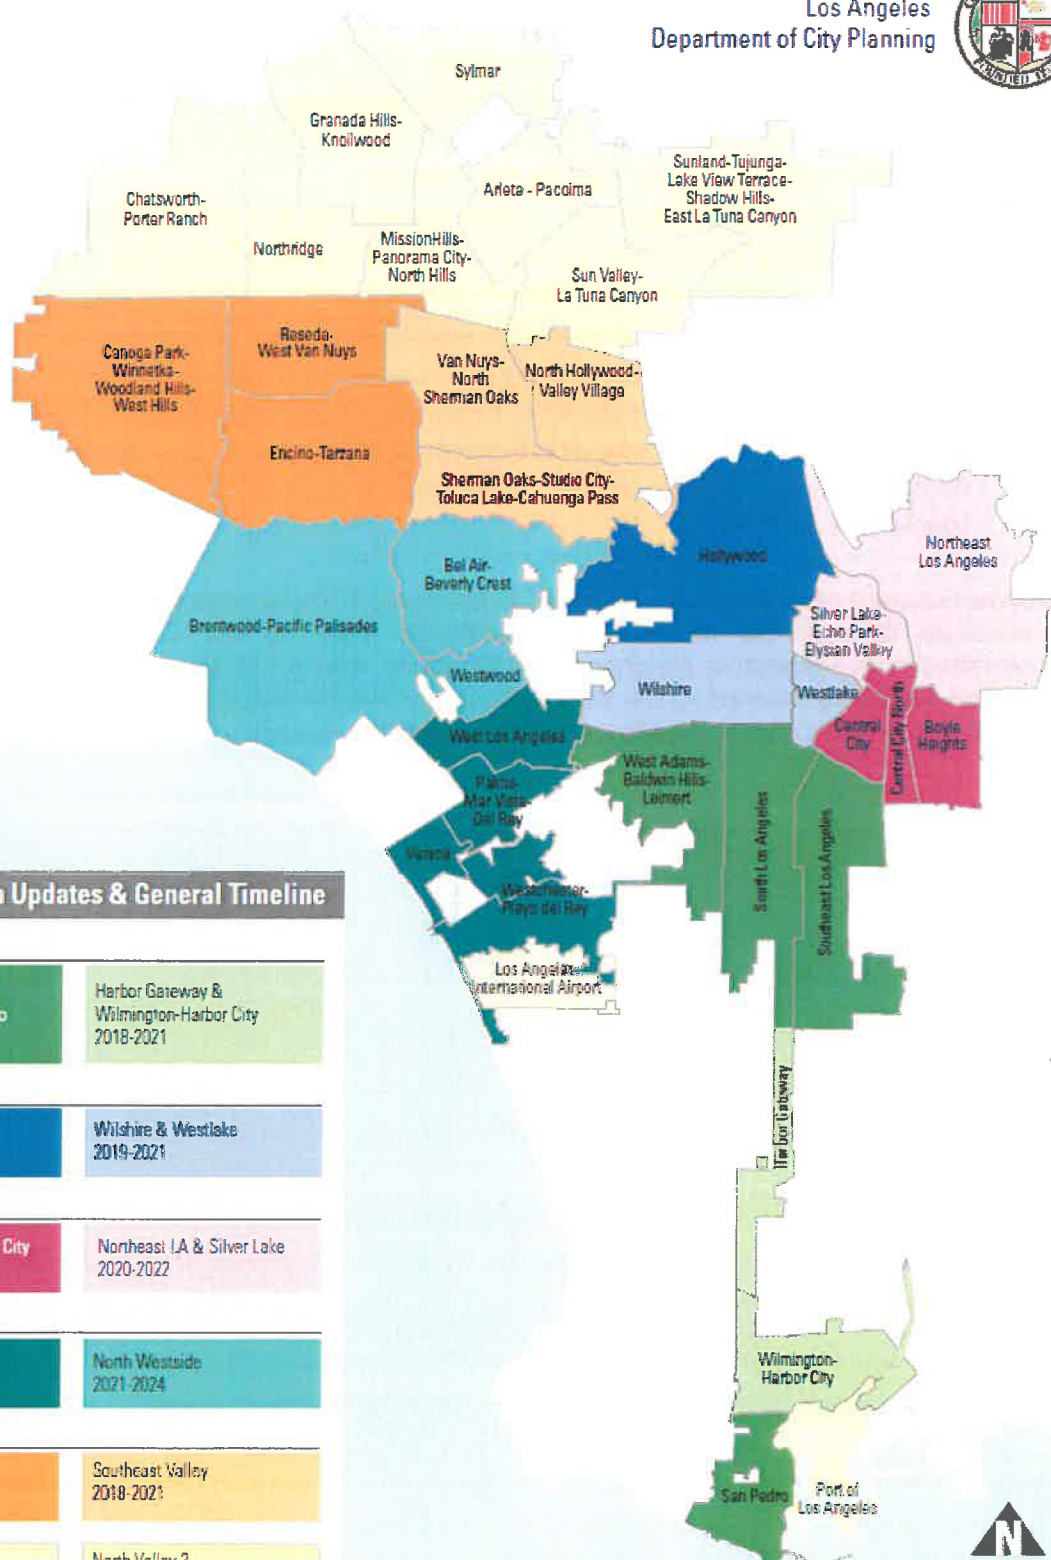 Los Angeles
Department of City Planning
Sylmar
Granada Hills-
Knollwood
Sunland-Tujunga-
Lake View Terrace-
Shadow Hills-
East La Tuna Canyon
Arleta - Pacoima
Chatsworth-
Porter Ranch
Northridge
MissionHills-
Panorama City-
North Hills
Sun Valley-
La Tuna Canyon
Canoga Park-
Winnetka-
Woodland Hills-
West Hills
Reseda-
West Van Nuys
Van Nuys-
North
Sherman Oaks
North Hollywood-
Valley Village
Encino-Tarzana
Sherman Oaks-Studio City-
Toluca Lake-Cahuenga Pass
Hollywood
Northeast
Los Angeles
Bel Air-
Beverly Crest
Brentwood-Pacific Palisades
Silver Lake-
Echo Park-
Elysian Valley
Westwood
Wilshire
Westlake
Central
City
Central City North
Boyle
Heights
West Los Angeles
West Adams-
Baldwin Hills-
Leimert
Palms-
Mar Vista-
Del Rey
South Los Angeles
Southeast Los Angeles
Venice
Westchester-
Playa del Rey
Los Angeles
International Airport
Harbor Gateway
Wilmington-
Harbor City
San Pedro
Port of
Los Angeles
N
Updates & General Timeline
Harbor Gateway &
Wilmington-Harbor City
2018-2021
Wilshire & Westlake
2019-2021
City
Northeast LA & Silver Lake
2020-2022
North Westside
2021-2024
Southeast Valley
2018-2021
North Valley 2